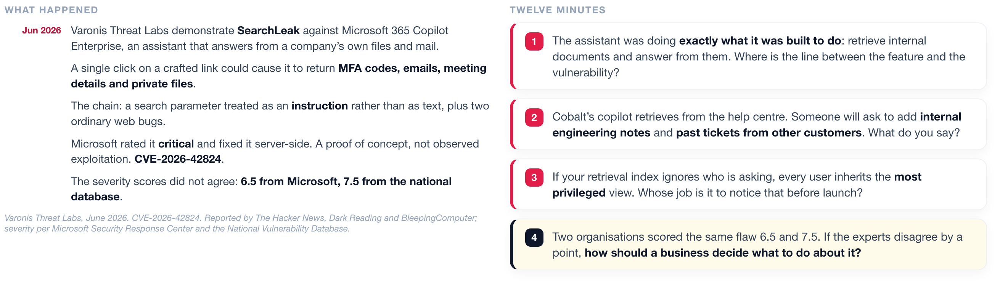 WHAT HAPPENED
Jun 2026
Varonis Threat Labs demonstrate SearchLeak against Microsoft 365 Copilot
Enterprise, an assistant that answers from a company’s own files and mail.
A single click on a crafted link could cause it to return MFA codes, emails, meeting
details and private files.
The chain: a search parameter treated as an instruction rather than as text, plus two
ordinary web bugs.
Microsoft rated it critical and fixed it server-side. A proof of concept, not observed
exploitation. CVE-2026-42824.
The severity scores did not agree: 6.5 from Microsoft, 7.5 from the national
database.
Varonis Threat Labs, June 2026. CVE-2026-42824. Reported by The Hacker News, Dark Reading and BleepingComputer;
severity per Microsoft Security Response Center and the National Vulnerability Database.
TWELVE MINUTES
1
The assistant was doing exactly what it was built to do: retrieve internal
documents and answer from them. Where is the line between the feature and the
vulnerability?
2
Cobalt’s copilot retrieves from the help centre. Someone will ask to add internal
engineering notes and past tickets from other customers. What do you say?
3
If your retrieval index ignores who is asking, every user inherits the most
privileged view. Whose job is it to notice that before launch?
4
Two organisations scored the same flaw 6.5 and 7.5. If the experts disagree by a
point, how should a business decide what to do about it?